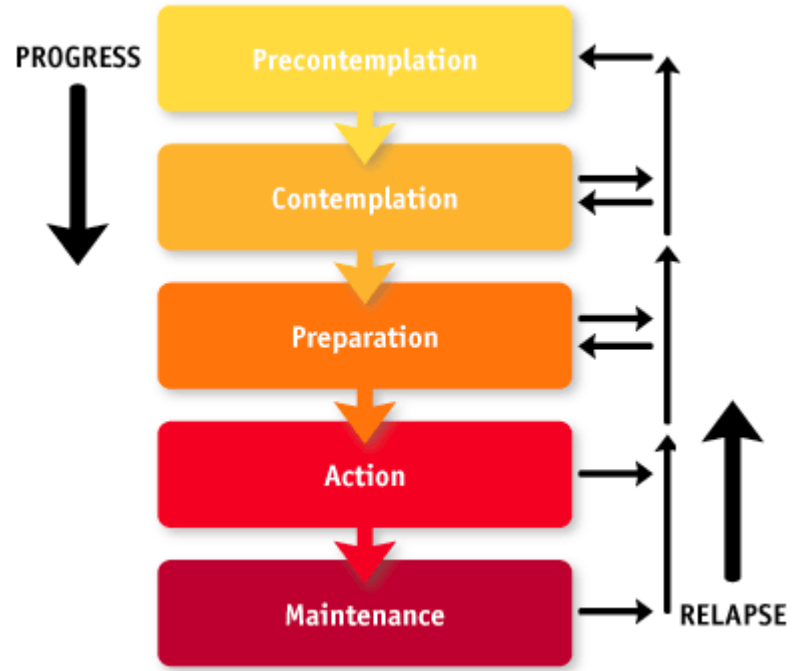 PROGRESS
Precontemplation
Contemplation
Preparation
Action
Maintenance
RELAPSE